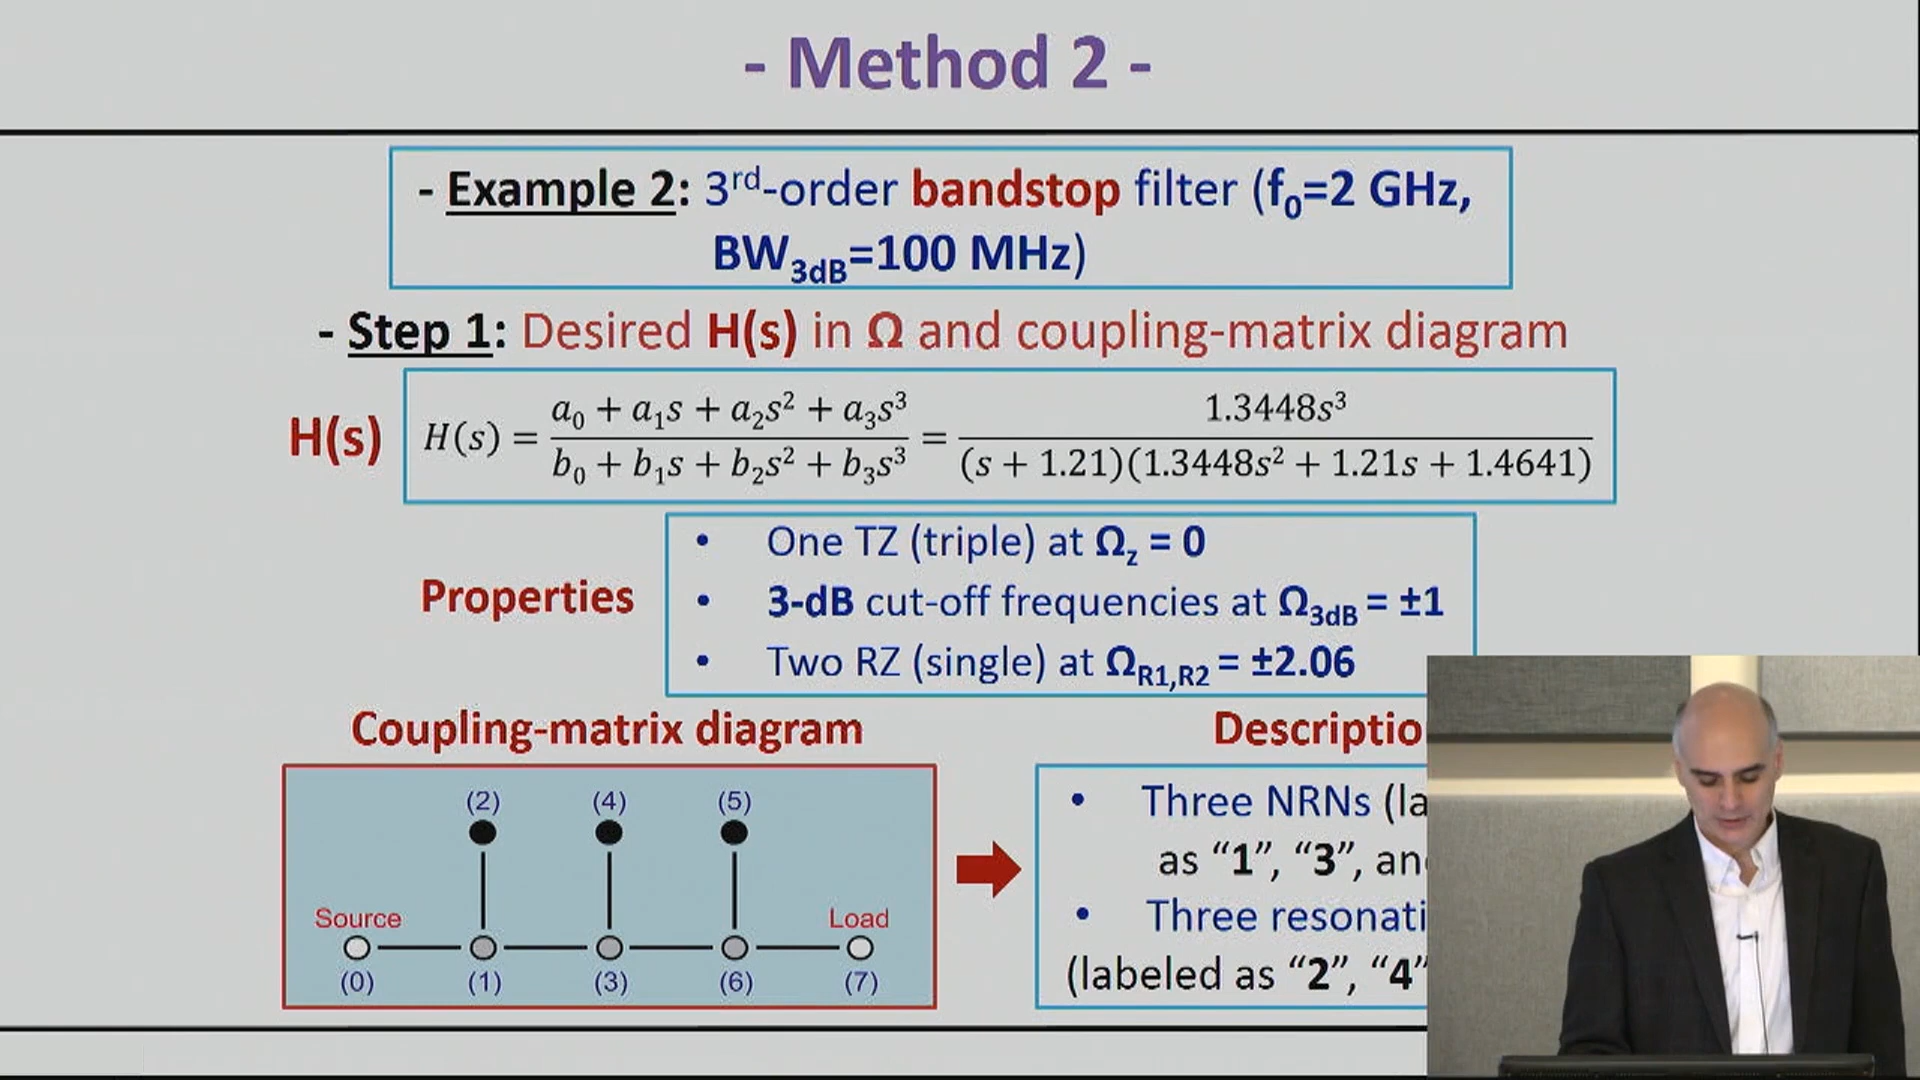 - Method 2 -
- Example 2: 3rd-order bandstop filter (f0=2 GHz,
BW3dB=100 MHz)
- Step 1: Desired H(s) in Ω and coupling-matrix diagram
H(s)
H(s) = (a0 + a1s + a2s² + a3s³)/(b0 + b1s + b2s² + b3s³) = 1.3448s³/((s + 1.21)(1.3448s² + 1.21s + 1.4641))
Properties
• One TZ (triple) at Ωz = 0
• 3-dB cut-off frequencies at Ω3dB = ±1
• Two RZ (single) at ΩR1,R2 = ±2.06
Coupling-matrix diagram
(2) (4) (5)
Source Load
(0) (1) (3) (6) (7)
Descriptio
• Three NRNs (la
as “1”, “3”, an
• Three resonati
(labeled as “2”, “4”